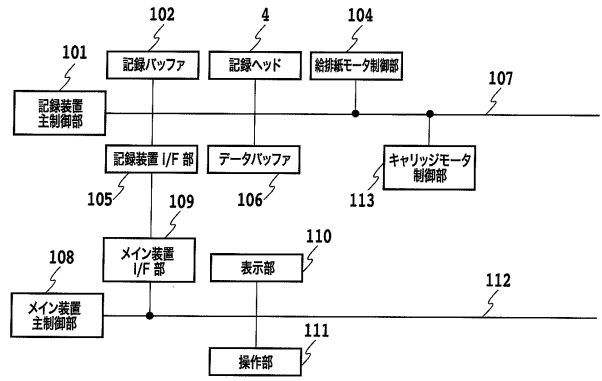 102
4
104
101
記録バッファ
記録ヘッド
給排紙モータ制御部
107
記録装置
主制御部
記録装置 I/F 部
データバッファ
キャリッジモータ
制御部
105
106
113
109
108
メイン装置
I/F 部
110
表示部
112
メイン装置
主制御部
111
操作部